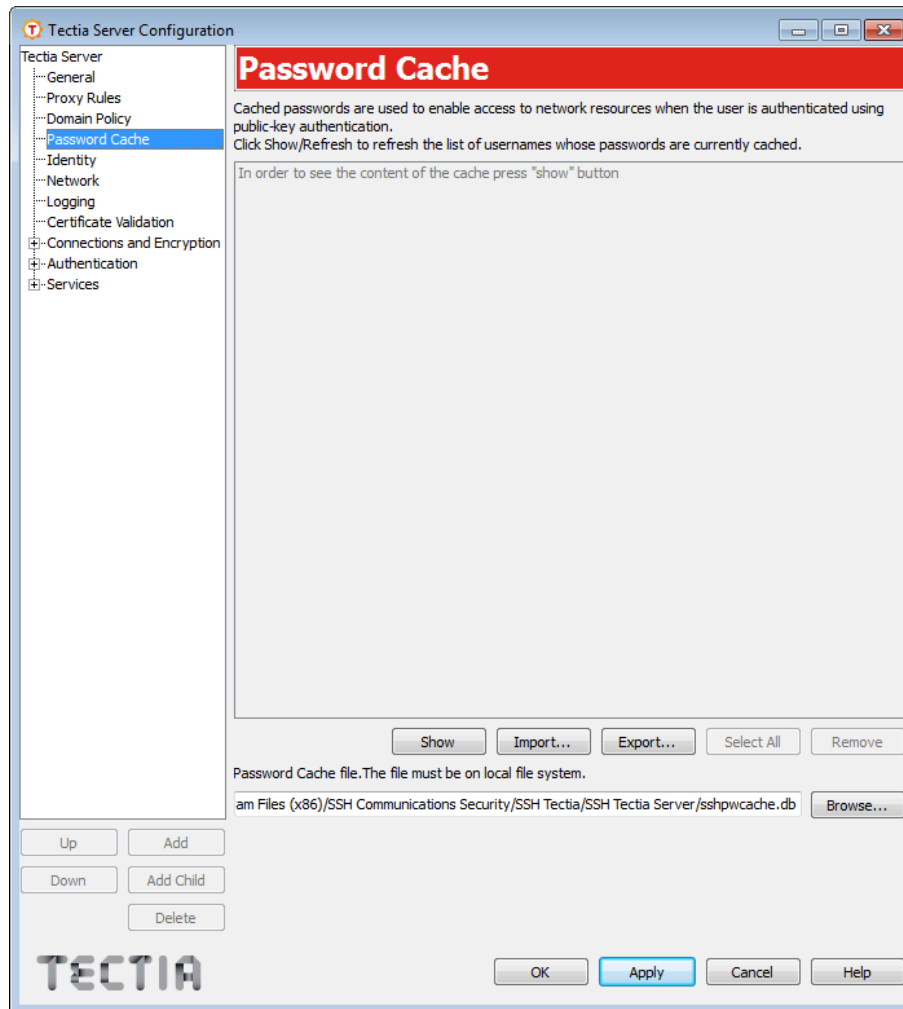 Tectia Server Configuration
Tectia Server
General
Proxy Rules
Domain Policy
Password Cache
Identity
Network
Logging
Certificate Validation
Connections and Encryption
Authentication
Services
Up
Add
Down
Add Child
Delete
TECTIA
Password Cache
Cached passwords are used to enable access to network resources when the user is authenticated using
public-key authentication.
Click Show/Refresh to refresh the list of usernames whose passwords are currently cached.
In order to see the content of the cache press "show" button
Show
Import...
Export...
Select All
Remove
Password Cache file.The file must be on local file system.
am Files (x86)/SSH Communications Security/SSH Tectia/SSH Tectia Server/sshpwcache.db
Browse...
OK
Apply
Cancel
Help